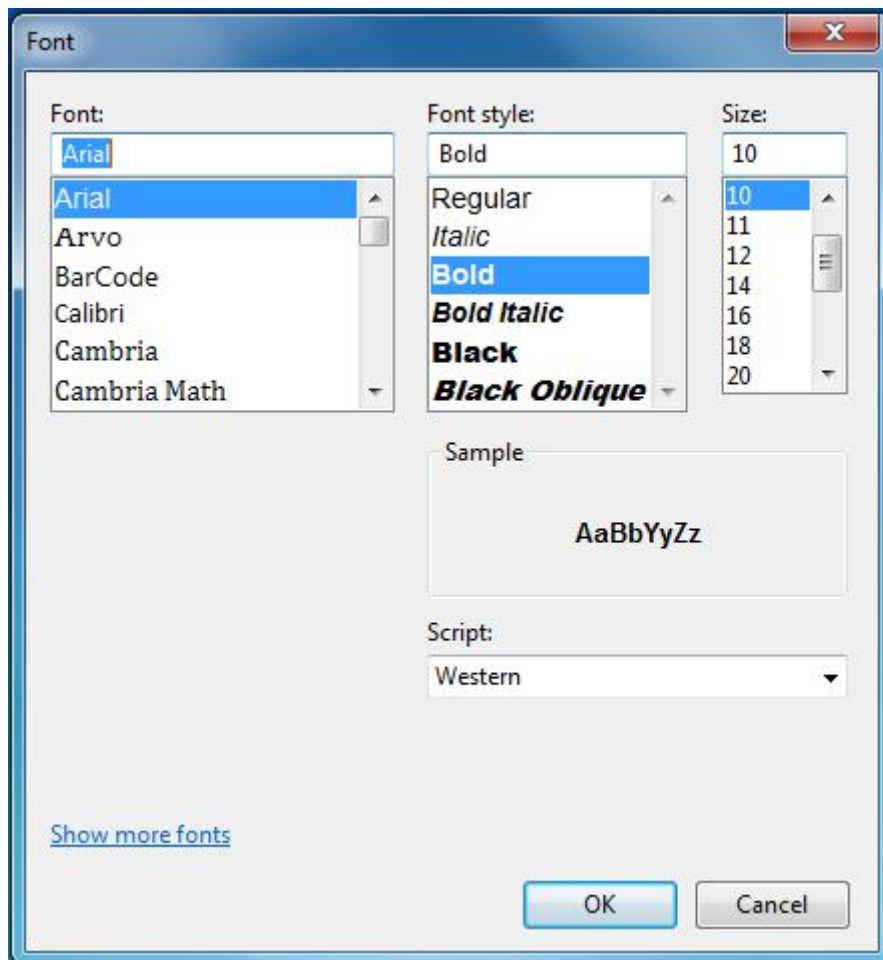 Font
Font:
Arial
Arial
Arvo
BarCode
Calibri
Cambria
Cambria Math
Font style:
Bold
Regular
Italic
Bold
Bold Italic
Black
Black Oblique
Size:
10
10
11
12
14
16
18
20
Sample
AaBbYyZz
Script:
Western
Show more fonts
OK
Cancel